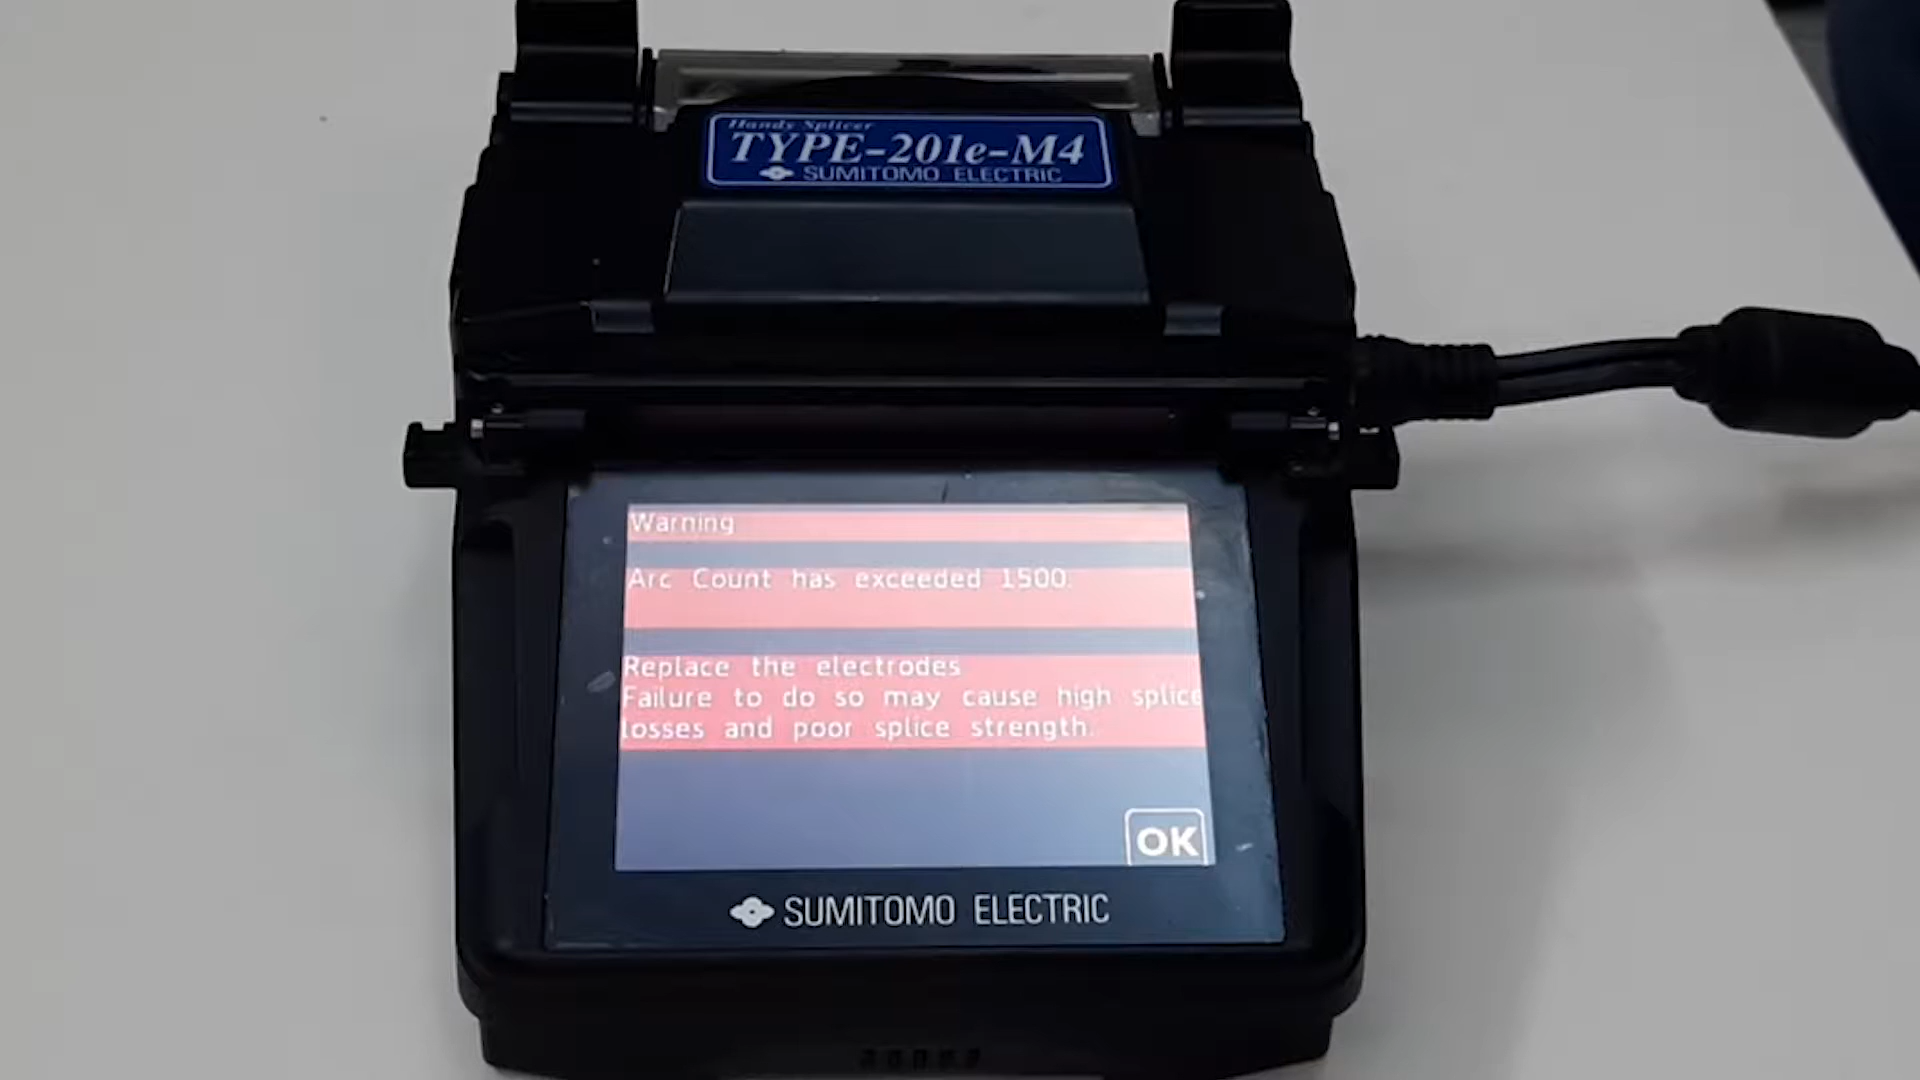 Handy Splicer
TYPE-201e-M4
SUMITOMO ELECTRIC
Warning
Arc Count has exceeded 1500.
Replace the electrodes
Failure to do so may cause high splice
losses and poor splice strength.
OK
SUMITOMO ELECTRIC